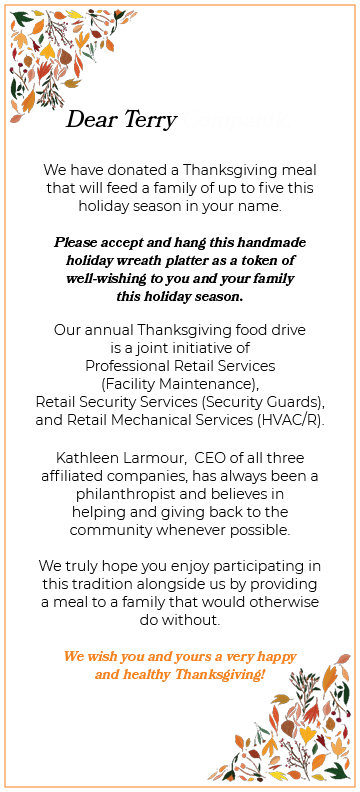 Dear Terry
We have donated a Thanksgiving meal
that will feed a family of up to five this
holiday season in your name.
Please accept and hang this handmade
holiday wreath platter as a token of
well-wishing to you and your family
this holiday season.
Our annual Thanksgiving food drive
is a joint initiative of
Professional Retail Services
(Facility Maintenance),
Retail Security Services (Security Guards),
and Retail Mechanical Services (HVAC/R).
Kathleen Larmour,  CEO of all three
affiliated companies, has always been a
philanthropist and believes in
helping and giving back to the
community whenever possible.
We truly hope you enjoy participating in
this tradition alongside us by providing
a meal to a family that would otherwise
do without.
We wish you and yours a very happy
and healthy Thanksgiving!